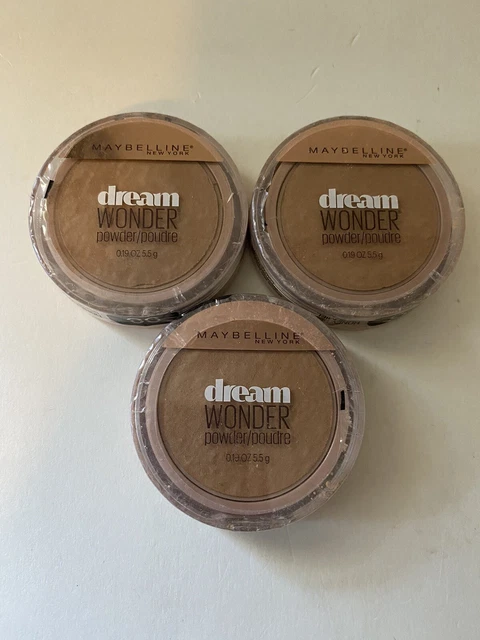 MAYBELLINE®
NEW YORK
dream
WONDER
powder/poudre
0.19 OZ 5.5 g
MAYBELLINE®
NEW YORK
dream
WONDER
powder/poudre
0.19 OZ 5.5 g
MAYBELLINE®
NEW YORK
dream
WONDER
powder/poudre
0.19 OZ 5.5 g